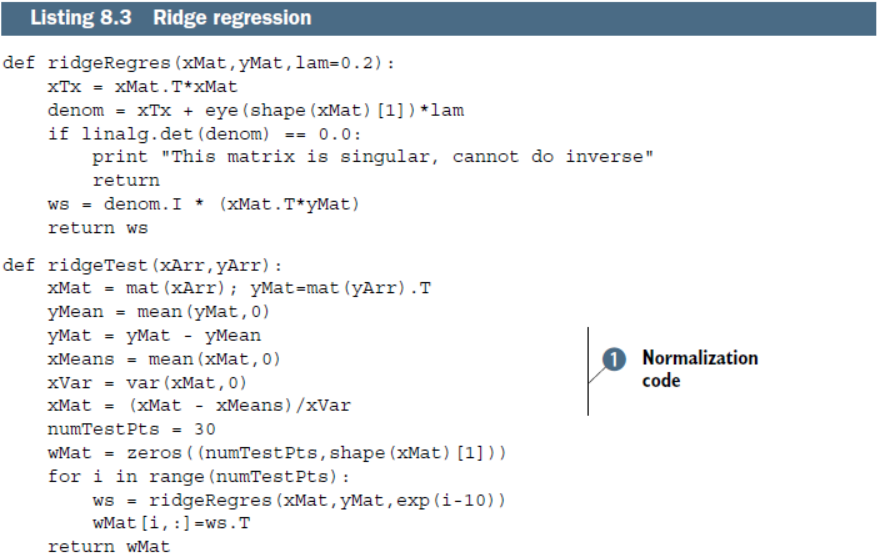 Listing 8.3 Ridge regression
def ridgeRegres(xMat,yMat,lam=0.2):
    xTx = xMat.T*xMat
    denom = xTx + eye(shape(xMat)[1])*lam
    if linalg.det(denom) == 0.0:
        print "This matrix is singular, cannot do inverse"
        return
    ws = denom.I * (xMat.T*yMat)
    return ws
def ridgeTest(xArr,yArr):
    xMat = mat(xArr); yMat=mat(yArr).T
    yMean = mean(yMat,0)
    yMat = yMat - yMean
    xMeans = mean(xMat,0)
    xVar = var(xMat,0)
    xMat = (xMat - xMeans)/xVar
    numTestPts = 30
    wMat = zeros((numTestPts,shape(xMat)[1]))
    for i in range(numTestPts):
        ws = ridgeRegres(xMat,yMat,exp(i-10))
        wMat[i,:]=ws.T
    return wMat
1 Normalization
code